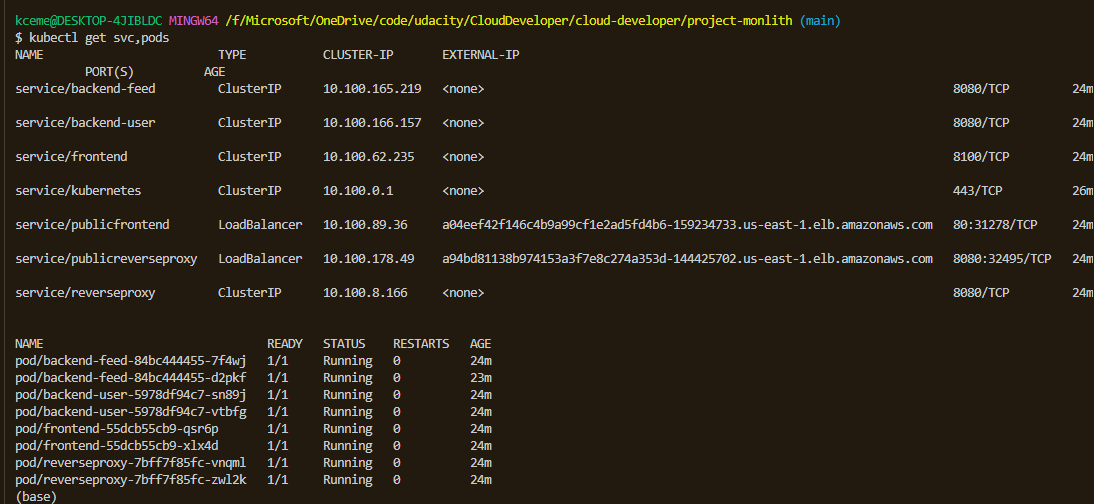 kceme@DESKTOP-4JIBLDC MINGW64 /f/Microsoft/OneDrive/code/udacity/CloudDeveloper/cloud-developer/project-monlith (main)
$ kubectl get svc,pods
NAME TYPE CLUSTER-IP EXTERNAL-IP
PORT(S) AGE
service/backend-feed ClusterIP 10.100.165.219 <none> 8080/TCP 24m
service/backend-user ClusterIP 10.100.166.157 <none> 8080/TCP 24m
service/frontend ClusterIP 10.100.62.235 <none> 8100/TCP 24m
service/kubernetes ClusterIP 10.100.0.1 <none> 443/TCP 26m
service/publicfrontend LoadBalancer 10.100.89.36 a04eef42f146c4b9a99cf1e2ad5fd4b6-159234733.us-east-1.elb.amazonaws.com 80:31278/TCP 24m
service/publicreverseproxy LoadBalancer 10.100.178.49 a94bd81138b974153a3f7e8c274a353d-144425702.us-east-1.elb.amazonaws.com 8080:32495/TCP 24m
service/reverseproxy ClusterIP 10.100.8.166 <none> 8080/TCP 24m
NAME READY STATUS RESTARTS AGE
pod/backend-feed-84bc444455-7f4wj 1/1 Running 0 24m
pod/backend-feed-84bc444455-d2pkf 1/1 Running 0 23m
pod/backend-user-5978df94c7-sn89j 1/1 Running 0 24m
pod/backend-user-5978df94c7-vtbfg 1/1 Running 0 24m
pod/frontend-55dcb55cb9-qsr6p 1/1 Running 0 24m
pod/frontend-55dcb55cb9-xlx4d 1/1 Running 0 24m
pod/reverseproxy-7bff7f85fc-vnqml 1/1 Running 0 24m
pod/reverseproxy-7bff7f85fc-zwl2k 1/1 Running 0 24m
(base)